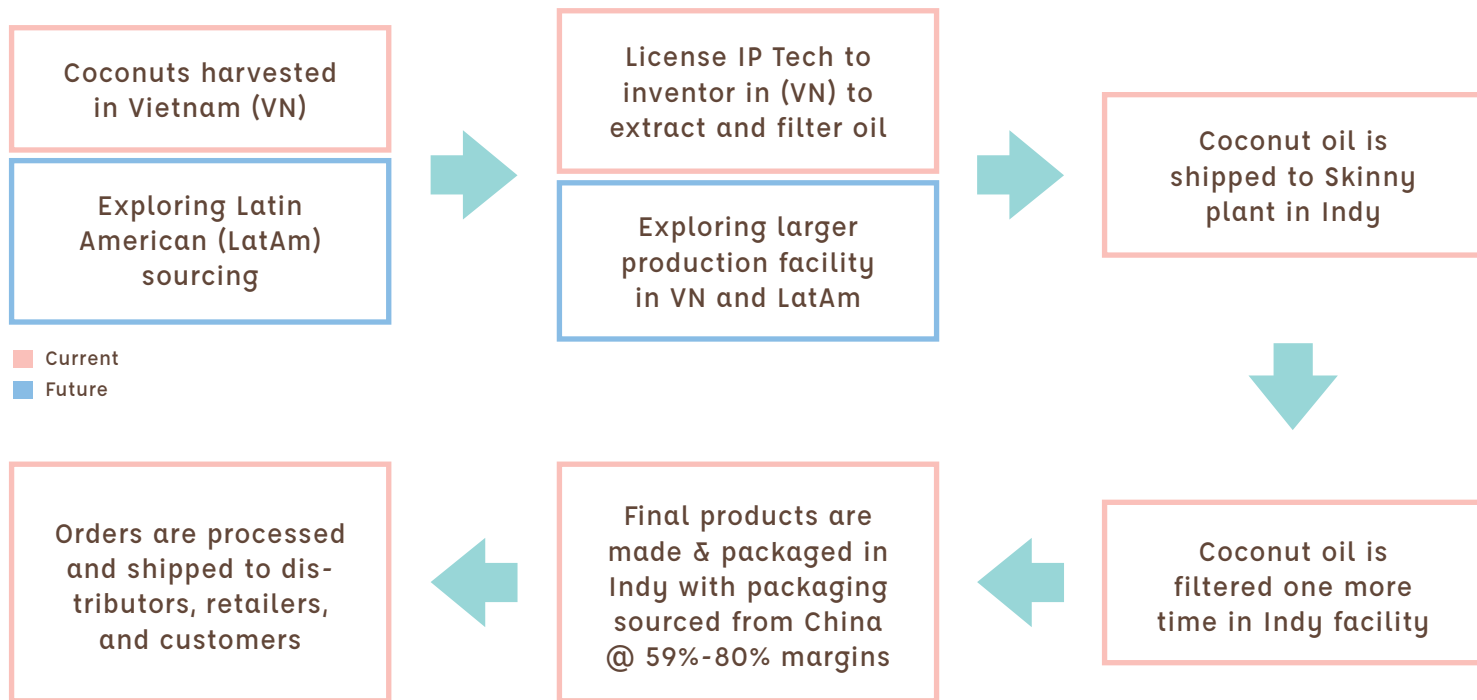 Coconuts harvested
in Vietnam (VN)
Exploring Latin
American (LatAm)
sourcing
Current
Future
License IP Tech to
inventor in (VN) to
extract and filter oil
Exploring larger
production facility
in VN and LatAm
Coconut oil is
shipped to Skinny
plant in Indy
Coconut oil is
filtered one more
time in Indy facility
Final products are
made & packaged in
Indy with packaging
sourced from China
@ 59%-80% margins
Orders are processed
and shipped to dis-
tributors, retailers,
and customers